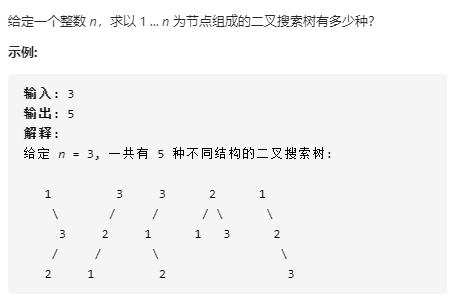 给定一个整数 n，求以 1 ... n 为节点组成的二叉搜索树有多少种？
示例:
输入: 3
输出: 5
解释:
给定 n = 3, 一共有 5 种不同结构的二叉搜索树:
   1         3     3      2      1
    \       /     /      / \      \
     3     2     1      1   3      2
    /     /       \                 \
   2     1         2                 3